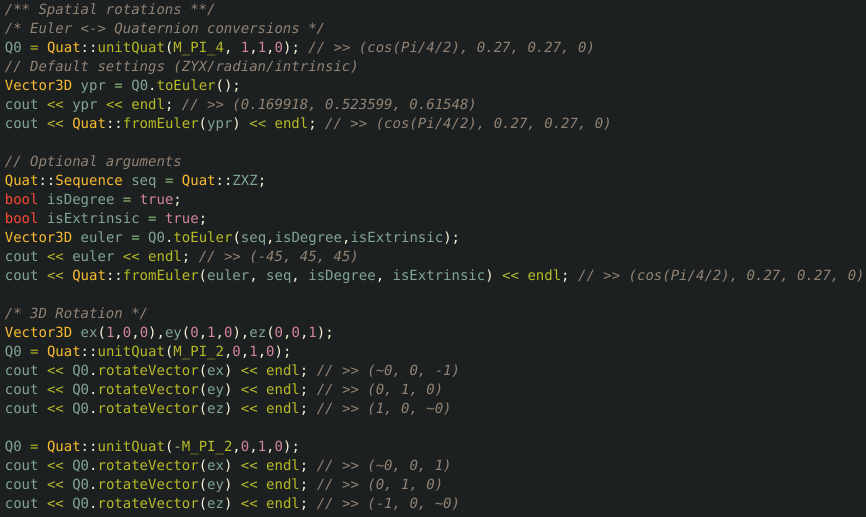 /** Spatial rotations **/
/* Euler <-> Quaternion conversions */
Q0 = Quat::unitQuat(M_PI_4, 1,1,0); // >> (cos(Pi/4/2), 0.27, 0.27, 0)
// Default settings (ZYX/radian/intrinsic)
Vector3D ypr = Q0.toEuler();
cout << ypr << endl; // >> (0.169918, 0.523599, 0.61548)
cout << Quat::fromEuler(ypr) << endl; // >> (cos(Pi/4/2), 0.27, 0.27, 0)

// Optional arguments
Quat::Sequence seq = Quat::ZXZ;
bool isDegree = true;
bool isExtrinsic = true;
Vector3D euler = Q0.toEuler(seq,isDegree,isExtrinsic);
cout << euler << endl; // >> (-45, 45, 45)
cout << Quat::fromEuler(euler, seq, isDegree, isExtrinsic) << endl; // >> (cos(Pi/4/2), 0.27, 0.27, 0)

/* 3D Rotation */
Vector3D ex(1,0,0),ey(0,1,0),ez(0,0,1);
Q0 = Quat::unitQuat(M_PI_2,0,1,0);
cout << Q0.rotateVector(ex) << endl; // >> (~0, 0, -1)
cout << Q0.rotateVector(ey) << endl; // >> (0, 1, 0)
cout << Q0.rotateVector(ez) << endl; // >> (1, 0, ~0)

Q0 = Quat::unitQuat(-M_PI_2,0,1,0);
cout << Q0.rotateVector(ex) << endl; // >> (~0, 0, 1)
cout << Q0.rotateVector(ey) << endl; // >> (0, 1, 0)
cout << Q0.rotateVector(ez) << endl; // >> (-1, 0, ~0)